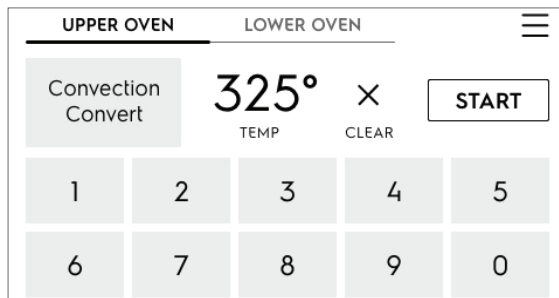 UPPER OVEN LOWER OVEN
Convection
Convert
325°
TEMP
×
CLEAR
START
1 2 3 4 5
6 7 8 9 0